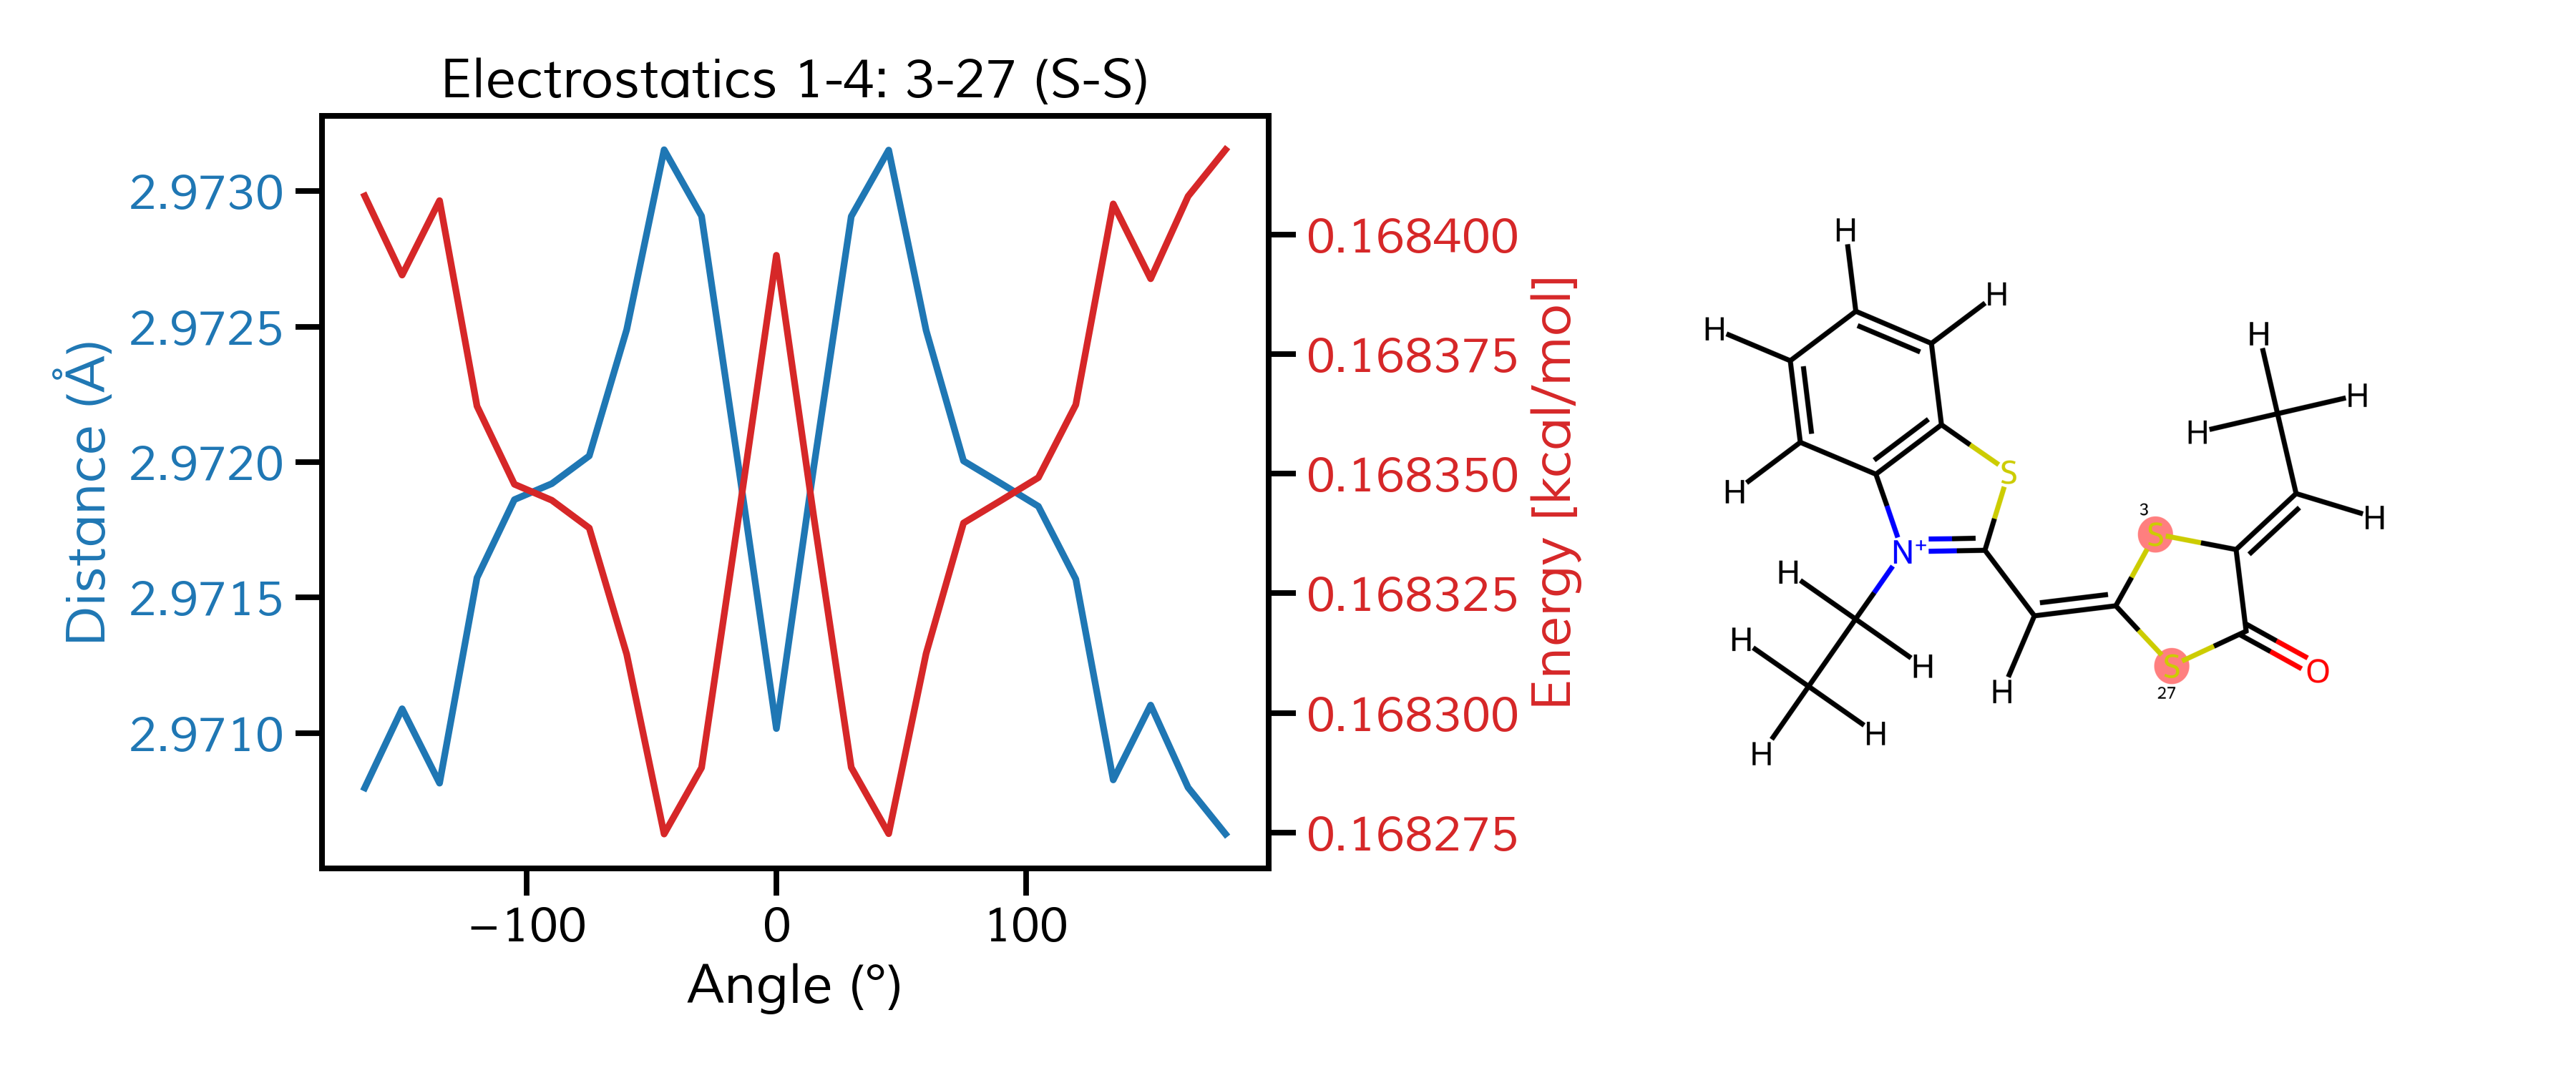 Electrostatics 1-4: 3-27 (S-S)
Distance (Å)
2.9730
2.9725
2.9720
2.9715
2.9710
0.168400
0.168375
0.168350
0.168325
0.168300
0.168275
Energy [kcal/mol]
−100 0 100
Angle (°)
H
H
H
H
H
H
H
S
3
S
H
H
N+
H
H
H
S
27
O
H
H
H